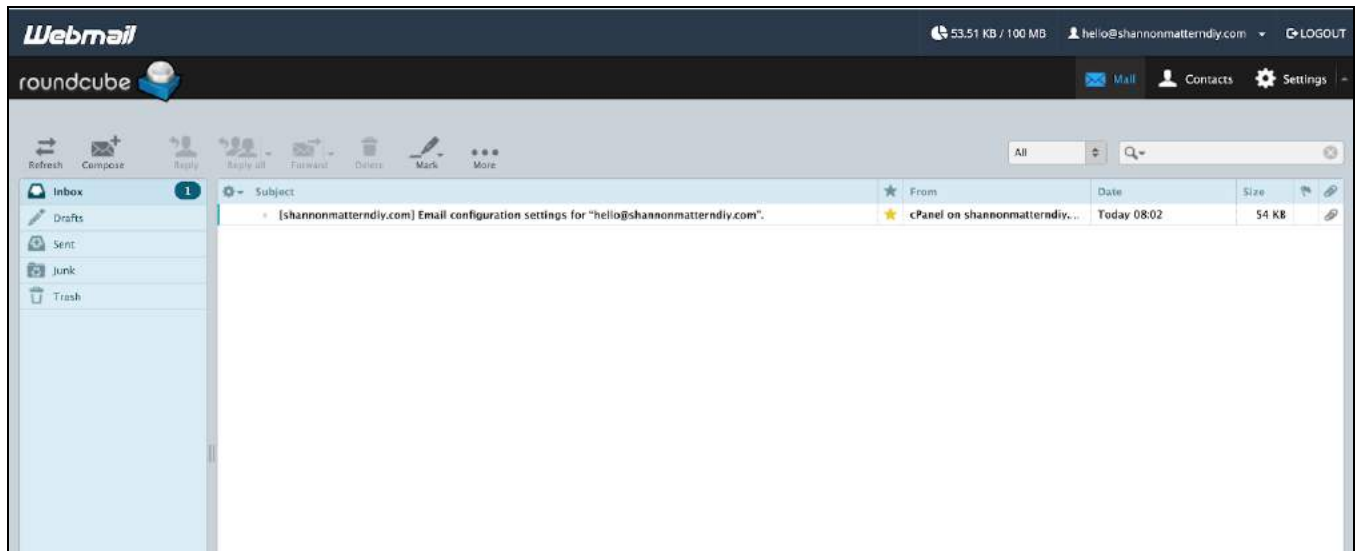 Webmail 53.51 KB / 100 MB hello@shannonmatterndiy.com LOGOUT
roundcube Mail Contacts Settings
Refresh Compose Reply Reply all Forward Delete Mark More All
Inbox 1 Subject From Date Size
Drafts [shannonmatterndiy.com] Email configuration settings for "hello@shannonmatterndiy.com". cPanel on shannonmatterndiy.... Today 08:02 54 KB
Sent
Junk
Trash